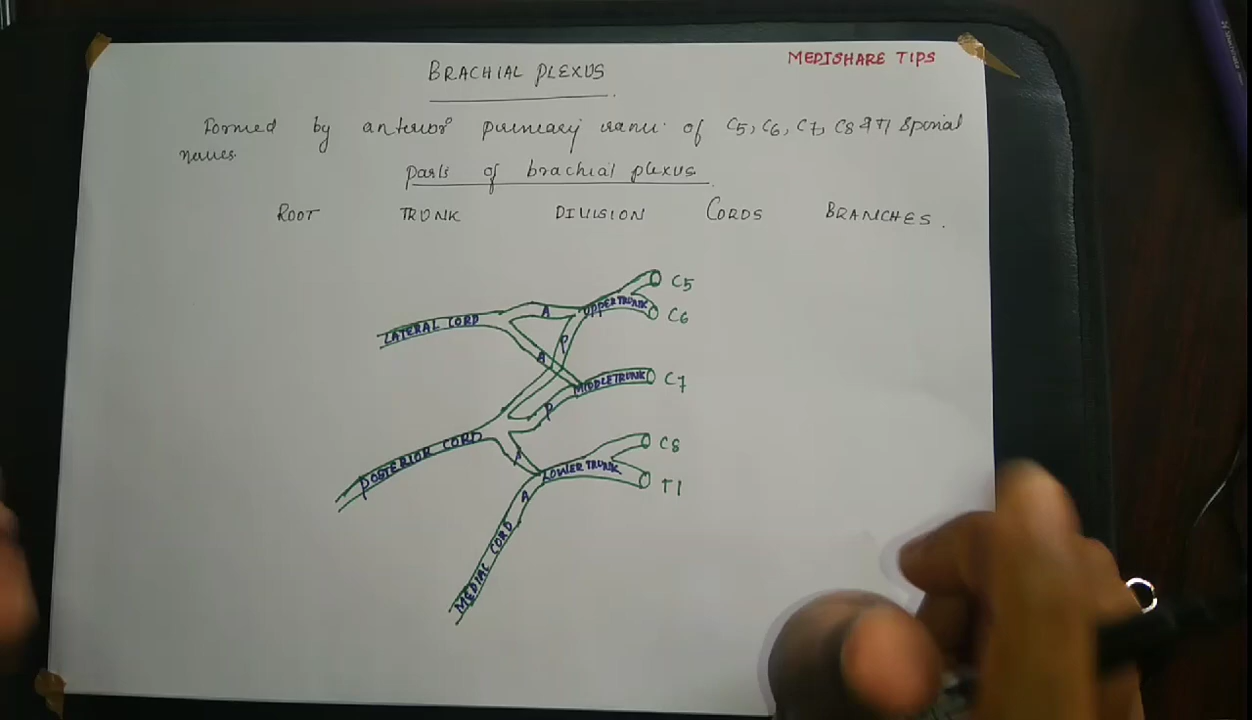 BRACHIAL PLEXUS
MEDISHARE TIPS
Formed by anterior primary rami of C5, C6, C7, C8 & T1 Spinal
nerves.
Parts of brachial plexus
ROOT TRUNK DIVISION CORDS BRANCHES.
C5
UPPER TRUNK
A
LATERAL CORD
C6
P
A
MIDDLE TRUNK
C7
P
POSTERIOR CORD
C8
A
LOWER TRUNK
T1
A
MEDIAL CORD